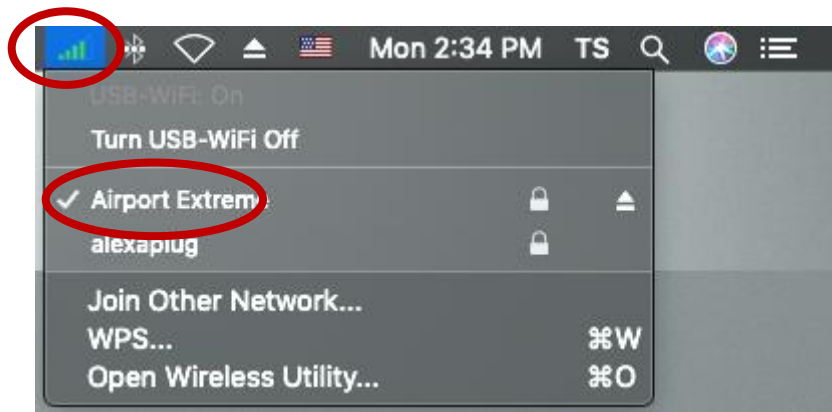 Mon 2:34 PM TS
USB-WiFi: On
Turn USB-WiFi Off
Airport Extreme
alexaplug
Join Other Network...
WPS... ⌘W
Open Wireless Utility... ⌘O